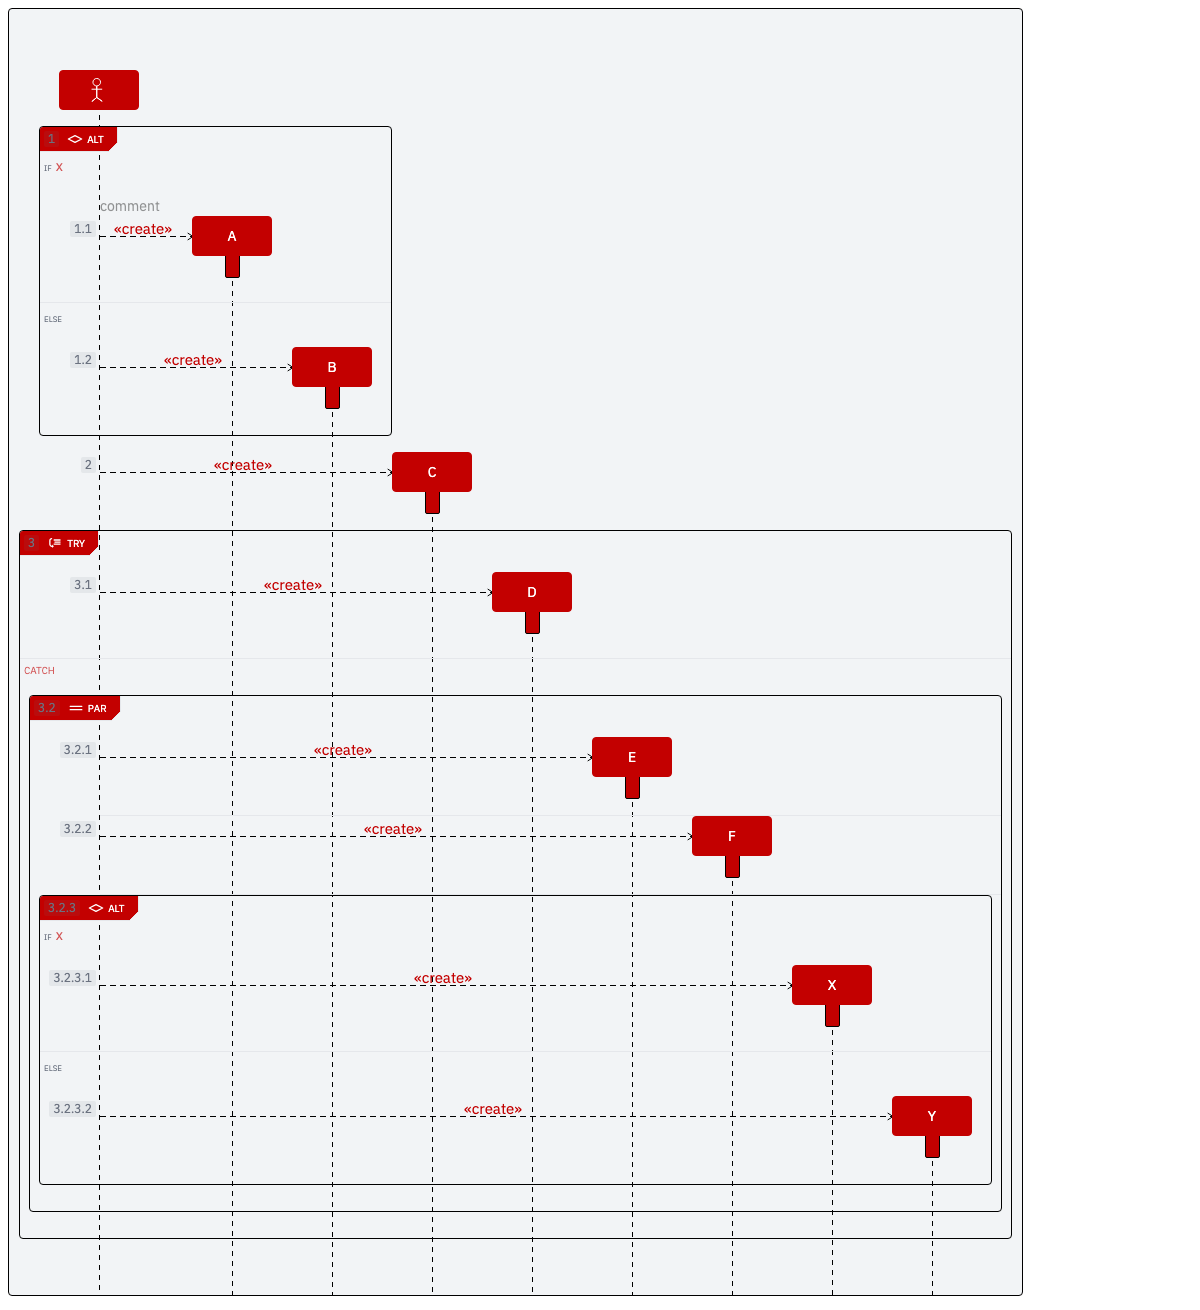 1 ALT
IF X
comment
1.1 «create» A
ELSE
1.2 «create» B
2 «create» C
3 TRY
3.1 «create» D
CATCH
3.2 PAR
3.2.1 «create» E
3.2.2 «create» F
3.2.3 ALT
IF X
3.2.3.1 «create» X
ELSE
3.2.3.2 «create» Y